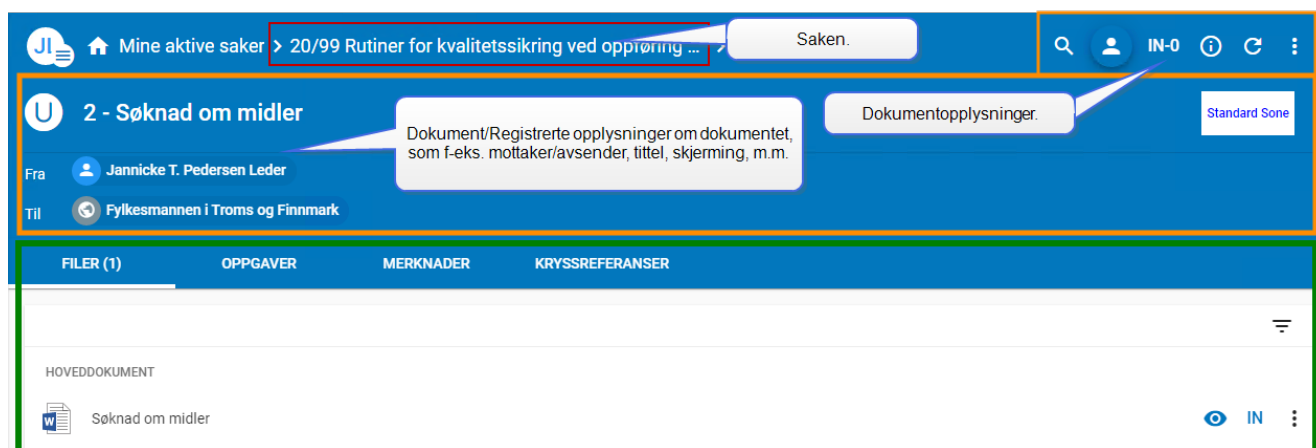 JI
Mine aktive saker > 20/99 Rutiner for kvalitetssikring ved oppføring ... >
Saken.
IN-0
U
2 - Søknad om midler
Dokumentopplysninger.
Standard Sone
Dokument/Registrerte opplysninger om dokumentet,
som f-eks. mottaker/avsender, tittel, skjerming, m.m.
Fra
Jannicke T. Pedersen Leder
Til
Fylkesmannen i Troms og Finnmark
FILER (1)
OPPGAVER
MERKNADER
KRYSSREFERANSER
HOVEDDOKUMENT
W
Søknad om midler
IN